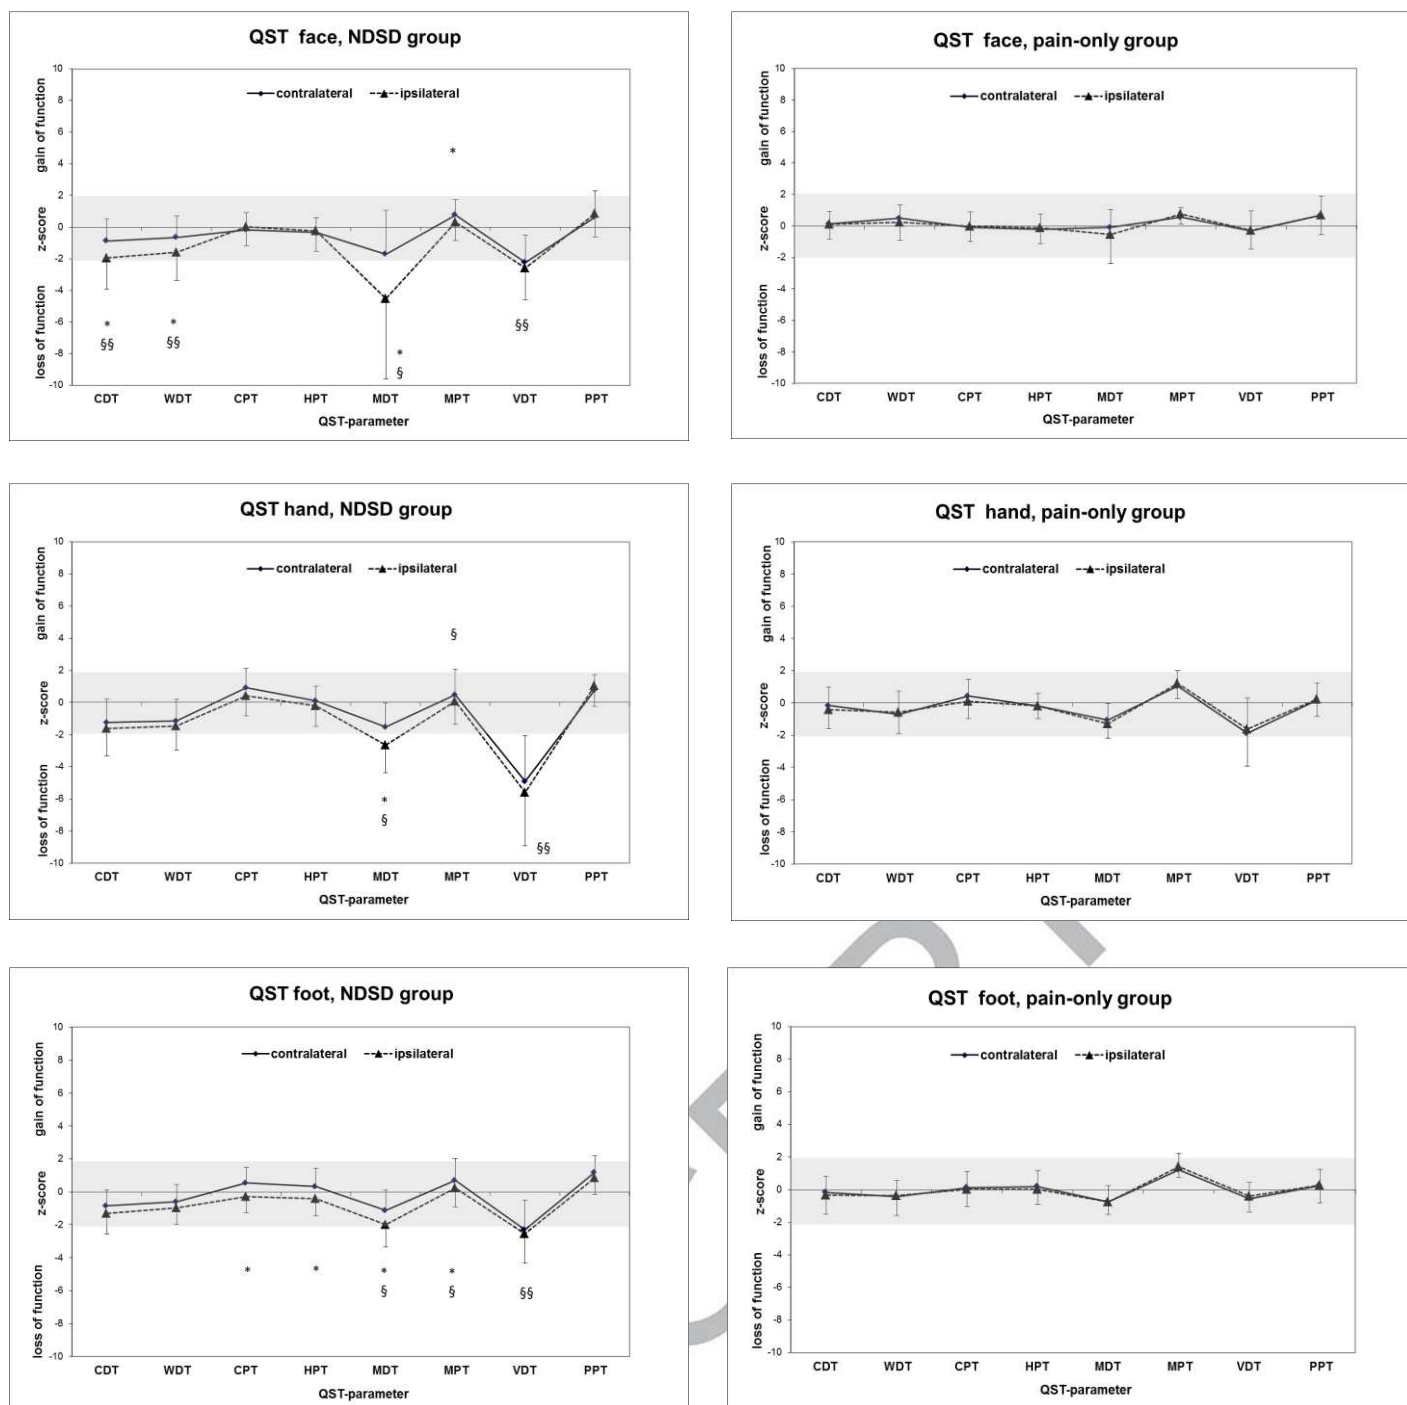 QST face, NDSD group
contralateral ipsilateral
gain of function
z-score
loss of function
10
8
6
4
2
0
-2
-4
-6
-8
-10
*
* *
§§ §§ §§
*
§
CDT WDT CPT HPT MDT MPT VDT PPT
QST-parameter
QST face, pain-only group
contralateral ipsilateral
gain of function
z-score
loss of function
10
8
6
4
2
0
-2
-4
-6
-8
-10
CDT WDT CPT HPT MDT MPT VDT PPT
QST-parameter
QST hand, NDSD group
contralateral ipsilateral
gain of function
z-score
loss of function
10
8
6
4
2
0
-2
-4
-6
-8
-10
§
*
§
§§
CDT WDT CPT HPT MDT MPT VDT PPT
QST-parameter
QST hand, pain-only group
contralateral ipsilateral
gain of function
z-score
loss of function
10
8
6
4
2
0
-2
-4
-6
-8
-10
CDT WDT CPT HPT MDT MPT VDT PPT
QST-parameter
QST foot, NDSD group
contralateral ipsilateral
gain of function
z-score
loss of function
10
8
6
4
2
0
-2
-4
-6
-8
-10
* * * *
§ § §§
CDT WDT CPT HPT MDT MPT VDT PPT
QST-parameter
QST foot, pain-only group
contralateral ipsilateral
gain of function
z-score
loss of function
10
8
6
4
2
0
-2
-4
-6
-8
-10
CDT WDT CPT HPT MDT MPT VDT PPT
QST-parameter